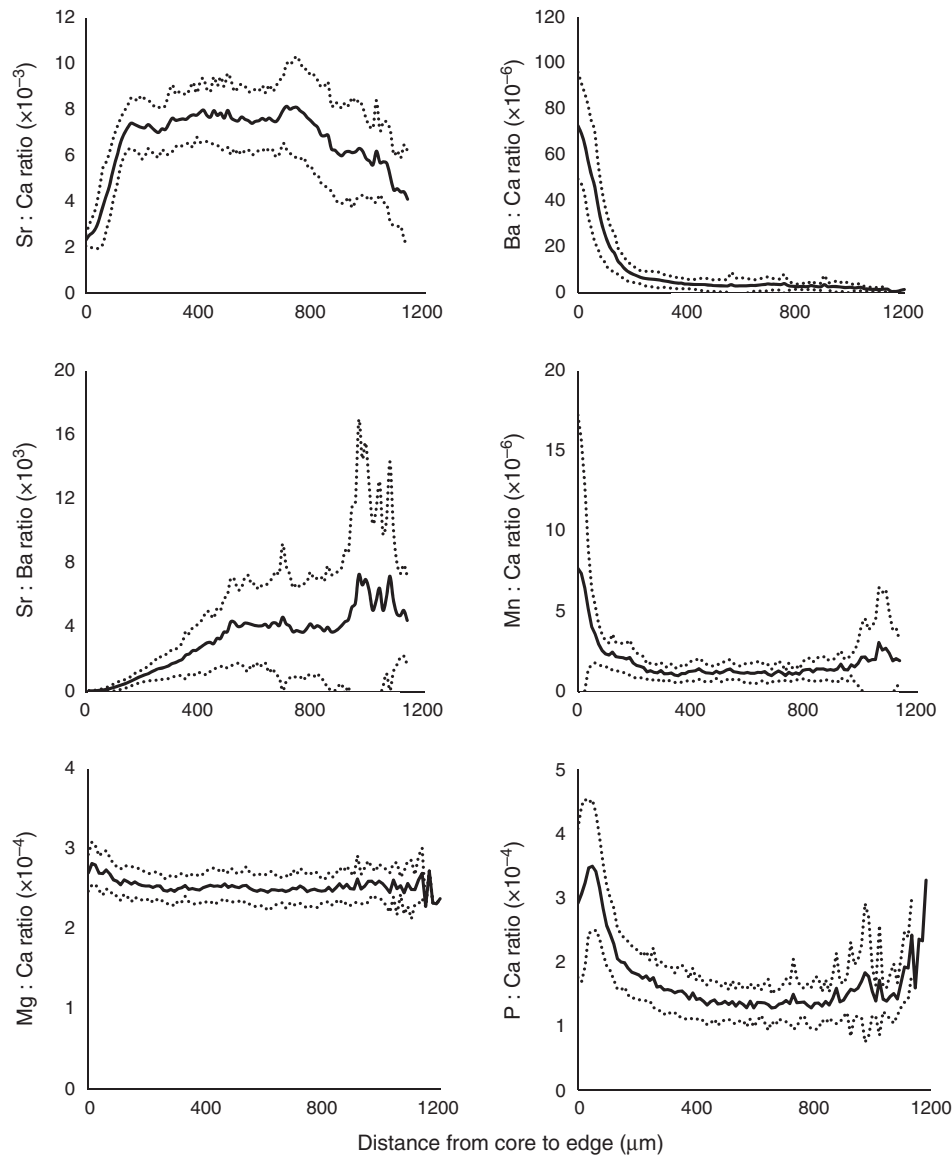 Sr : Ca ratio (×10⁻³)
12
10
8
6
4
2
0
0 400 800 1200
Ba : Ca ratio (×10⁻⁶)
120
100
80
60
40
20
0
0 400 800 1200
Sr : Ba ratio (×10³)
20
16
12
8
4
0
0 400 800 1200
Mn : Ca ratio (×10⁻⁶)
20
15
10
5
0
0 400 800 1200
Mg : Ca ratio (×10⁻⁴)
4
3
2
1
0
0 400 800 1200
P : Ca ratio (×10⁻⁴)
5
4
3
2
1
0
0 400 800 1200
Distance from core to edge (μm)